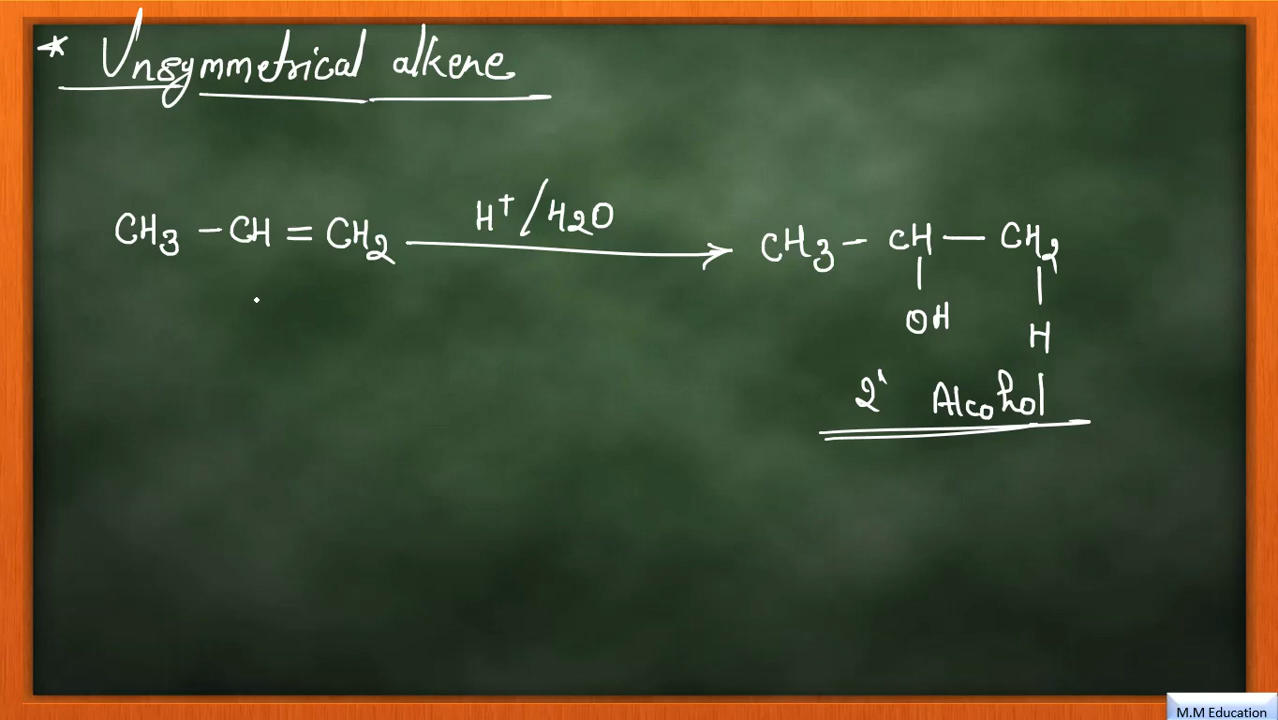 * Unsymmetrical alkene
H+/H2O
CH3 - CH = CH2 ⟶ CH3 - CH - CH2
| |
OH H
2' Alcohol
M.M Education